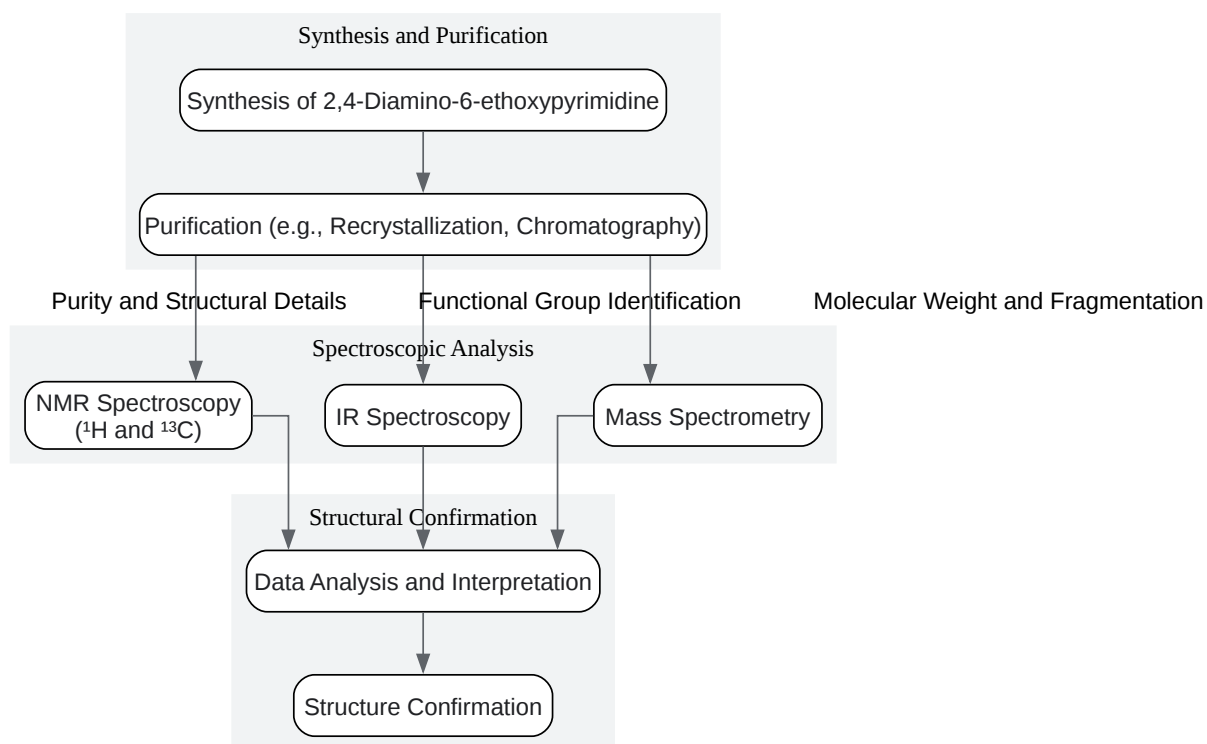 Synthesis and Purification
Synthesis of 2,4-Diamino-6-ethoxypyrimidine
Purification (e.g., Recrystallization, Chromatography)
Purity and Structural Details
Functional Group Identification
Molecular Weight and Fragmentation
Spectroscopic Analysis
NMR Spectroscopy
(¹H and ¹³C)
IR Spectroscopy
Mass Spectrometry
Structural Confirmation
Data Analysis and Interpretation
Structure Confirmation